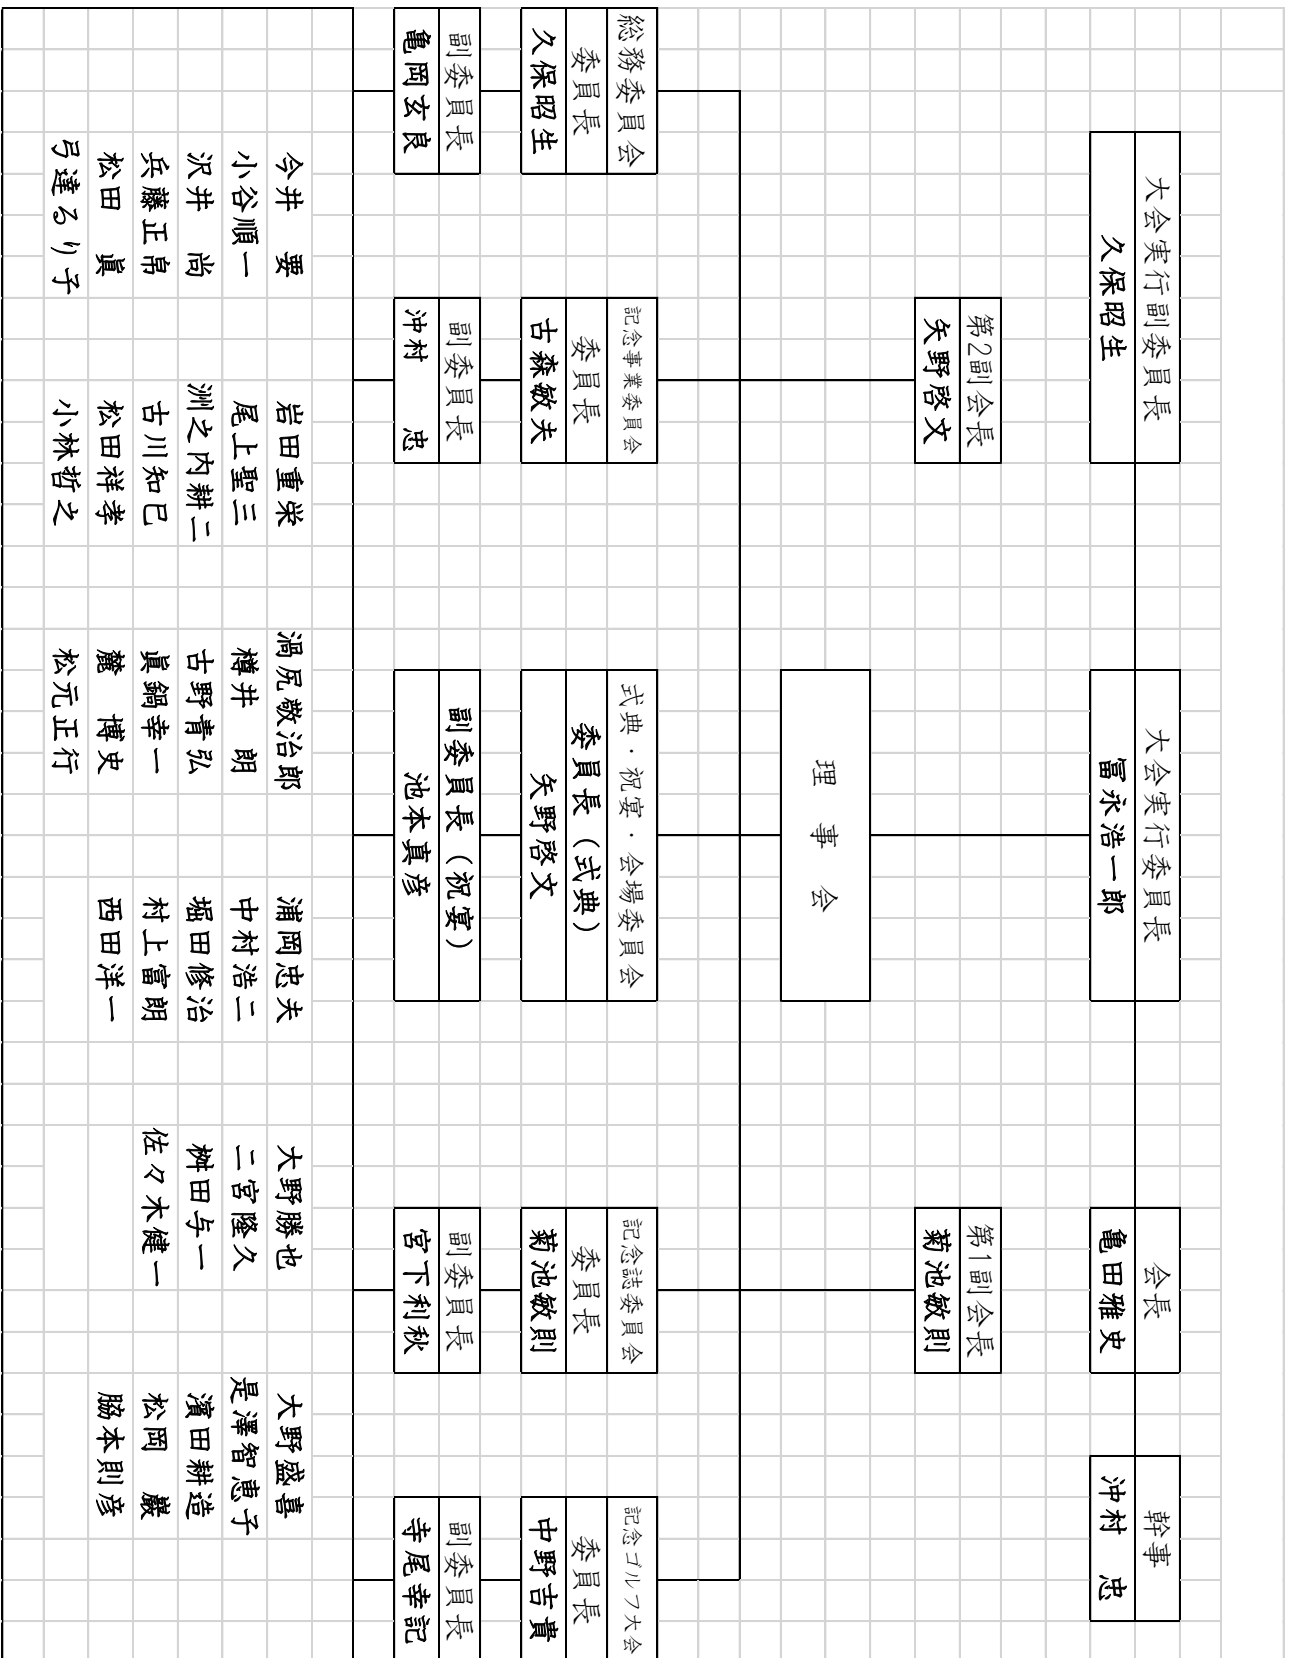 大会実行副委員長
久保昭生
大会実行委員長
冨永浩一郎
会長
亀田雅史
幹事
沖村　忠
第2副会長
矢野啓文
第1副会長
菊池敏則
理　事　会
総務委員会
委員長
久保昭生
副委員長
亀岡玄良
記念事業委員会
委員長
古森敏夫
副委員長
沖村　忠
式典・祝宴・会場委員会
委員長（式典）
矢野啓文
副委員長（祝宴）
池本真彦
記念誌委員会
委員長
菊池敏則
副委員長
宮下利秋
記念ゴルフ大会
委員長
中野吉貴
副委員長
寺尾幸記
今井　要
小谷順一
沢井　尚
兵藤正帛
松田　眞
弓達るり子
岩田重栄
尾上聖三
洲之内耕二
古川知己
松田祥孝
小林哲之
渦尻敬治郎
樽井　朗
古野青弘
眞鍋幸一
籠　博史
松元正行
浦岡忠夫
中村浩二
堀田修治
村上富朗
西田洋一
大野勝也
二宮隆久
桝田与一
佐々木健一
大野盛喜
是澤智恵子
濱田耕造
松岡　巖
脇本則彦